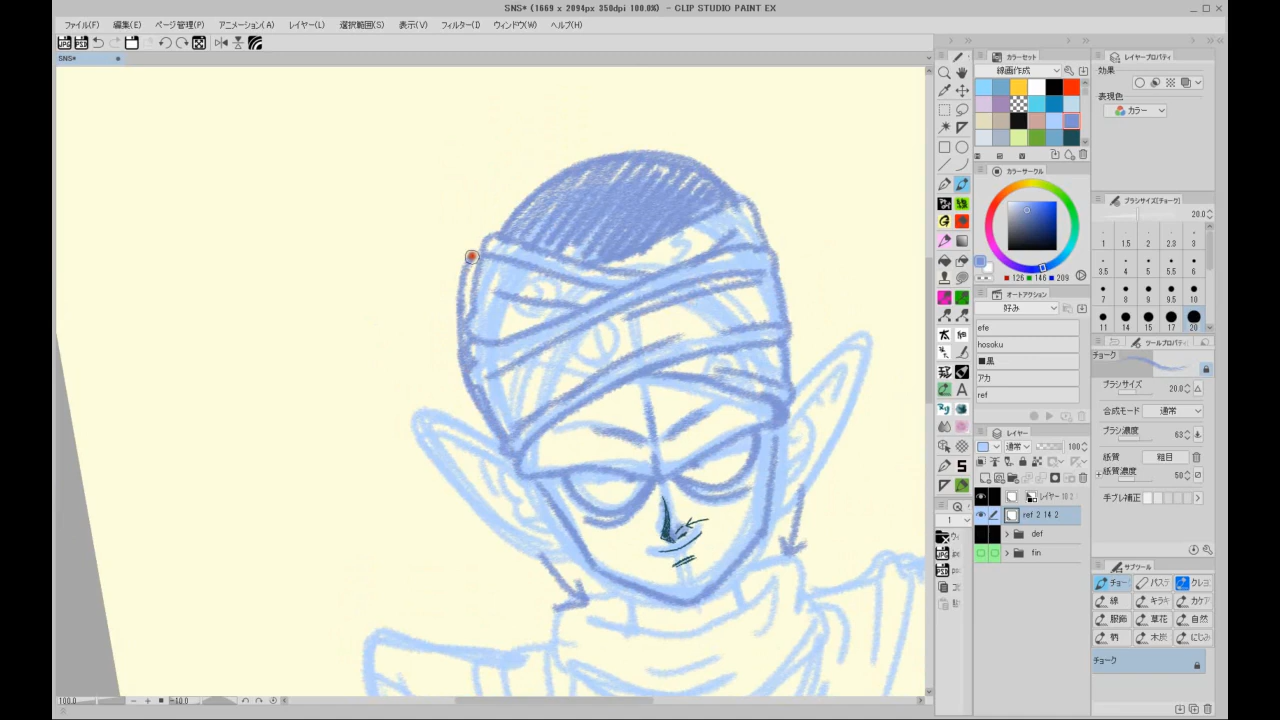 SNS* (1669 x 2094px 350dpi 100.0%) - CLIP STUDIO PAINT EX
ファイル(F) 編集(E) ページ管理(P) アニメーション(A) レイヤー(L) 選択範囲(S) 表示(V) フィルター(I) ウィンドウ(W) ヘルプ(H)
SNS*
カラーセット
線画作成
カラーサークル
126 146 209
オートアクション
好み
efe
hosoku
■黒
アカ
ref
レイヤー
通常 100
レイヤー 10 2
ref 2 14 2
def
fin
レイヤープロパティ
効果
表現色
カラー
ブラシサイズ(チョーク)
20.0
1 1.5 2 2.3 3
3.5 4 5 5.5 6
7 8 9 9.5 10
11 14 15 17 20
ツールプロパティ
チョーク
ブラシサイズ 20.0
合成モード 通常
ブラシ濃度 63
紙質 粗目
紙質濃度 50
手ブレ補正
サブツール
チョー パステ クレヨ
線 キラキ カケア
服飾 草花 自然
柄 木炭 にじみ
チョーク
1
100.0
-10.0